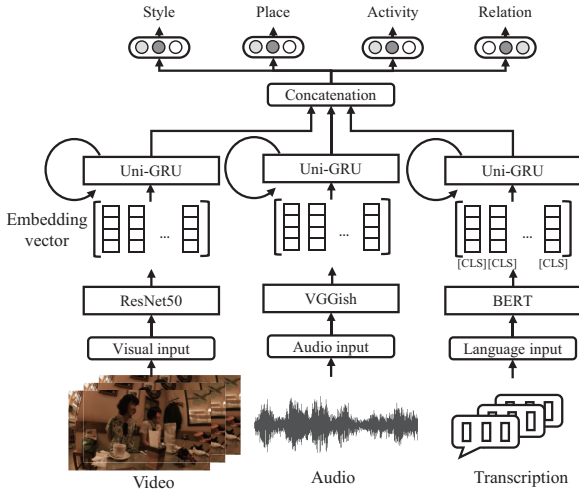 Style Place Activity Relation
Concatenation
Uni-GRU Uni-GRU Uni-GRU
Embedding
vector
... ... ...
[CLS][CLS] [CLS]
ResNet50 VGGish BERT
Visual input Audio input Language input
Video Audio Transcription